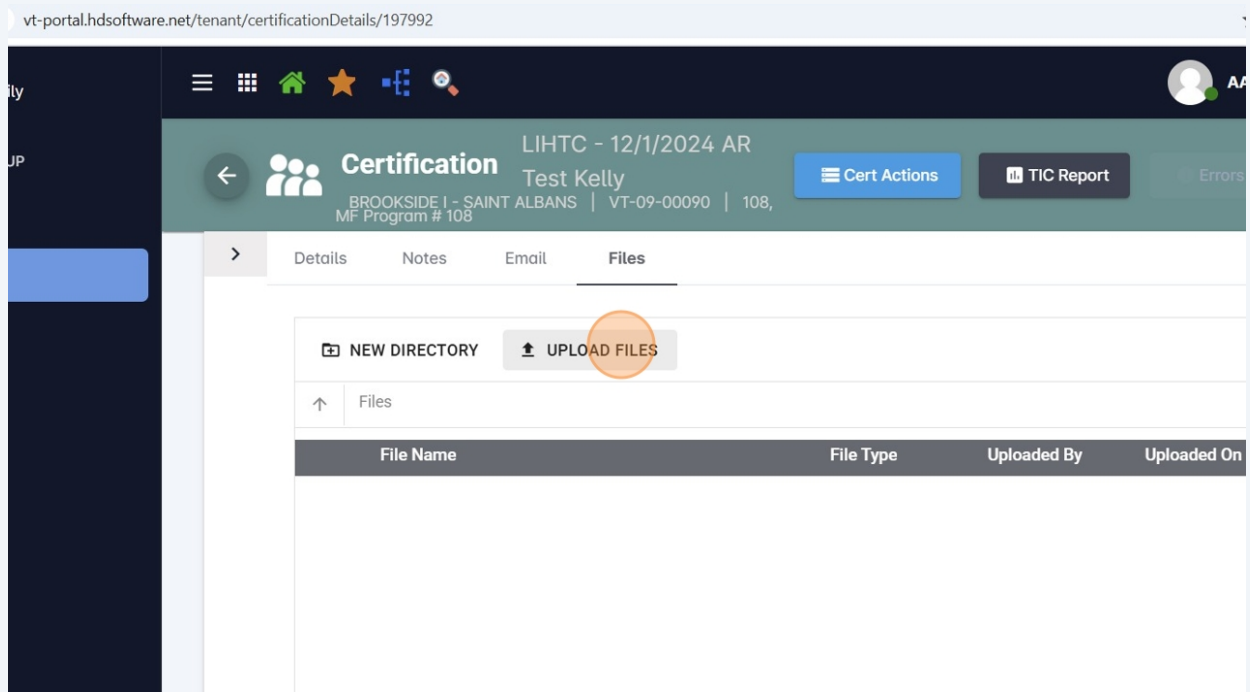 vt-portal.hdsoftware.net/tenant/certificationDetails/197992
ily
UP
AA
Certification
LIHTC - 12/1/2024 AR
Test Kelly
BROOKSIDE I - SAINT ALBANS | VT-09-00090 | 108,
MF Program # 108
Cert Actions
TIC Report
Errors
Details Notes Email Files
NEW DIRECTORY UPLOAD FILES
Files
File Name File Type Uploaded By Uploaded On